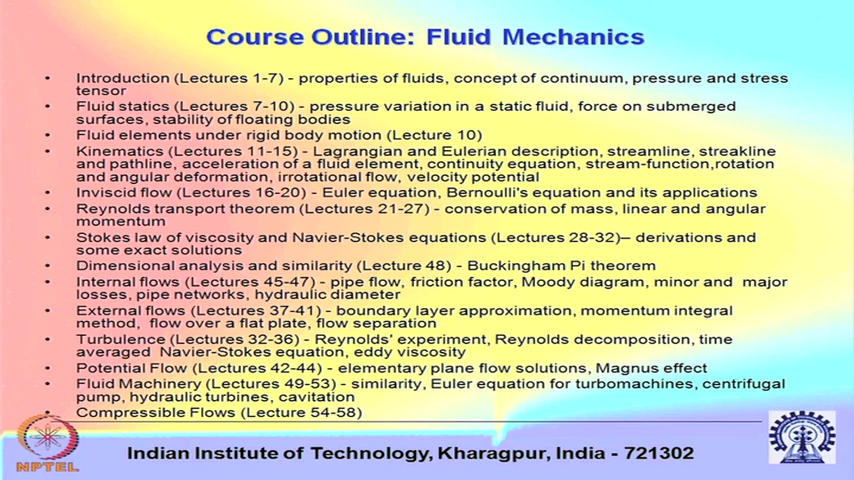 Course Outline: Fluid Mechanics
• Introduction (Lectures 1-7) - properties of fluids, concept of continuum, pressure and stress
tensor
• Fluid statics (Lectures 7-10) - pressure variation in a static fluid, force on submerged
surfaces, stability of floating bodies
• Fluid elements under rigid body motion (Lecture 10)
• Kinematics (Lectures 11-15) - Lagrangian and Eulerian description, streamline, streakline
and pathline, acceleration of a fluid element, continuity equation, stream-function,rotation
and angular deformation, irrotational flow, velocity potential
• Inviscid flow (Lectures 16-20) - Euler equation, Bernoulli's equation and its applications
• Reynolds transport theorem (Lectures 21-27) - conservation of mass, linear and angular
momentum
• Stokes law of viscosity and Navier-Stokes equations (Lectures 28-32)– derivations and
some exact solutions
• Dimensional analysis and similarity (Lecture 48) - Buckingham Pi theorem
• Internal flows (Lectures 45-47) - pipe flow, friction factor, Moody diagram, minor and major
losses, pipe networks, hydraulic diameter
• External flows (Lectures 37-41) - boundary layer approximation, momentum integral
method, flow over a flat plate, flow separation
• Turbulence (Lectures 32-36) - Reynolds' experiment, Reynolds decomposition, time
averaged Navier-Stokes equation, eddy viscosity
• Potential Flow (Lectures 42-44) - elementary plane flow solutions, Magnus effect
• Fluid Machinery (Lectures 49-53) - similarity, Euler equation for turbomachines, centrifugal
pump, hydraulic turbines, cavitation
• Compressible Flows (Lecture 54-58)
NPTEL
Indian Institute of Technology, Kharagpur, India - 721302